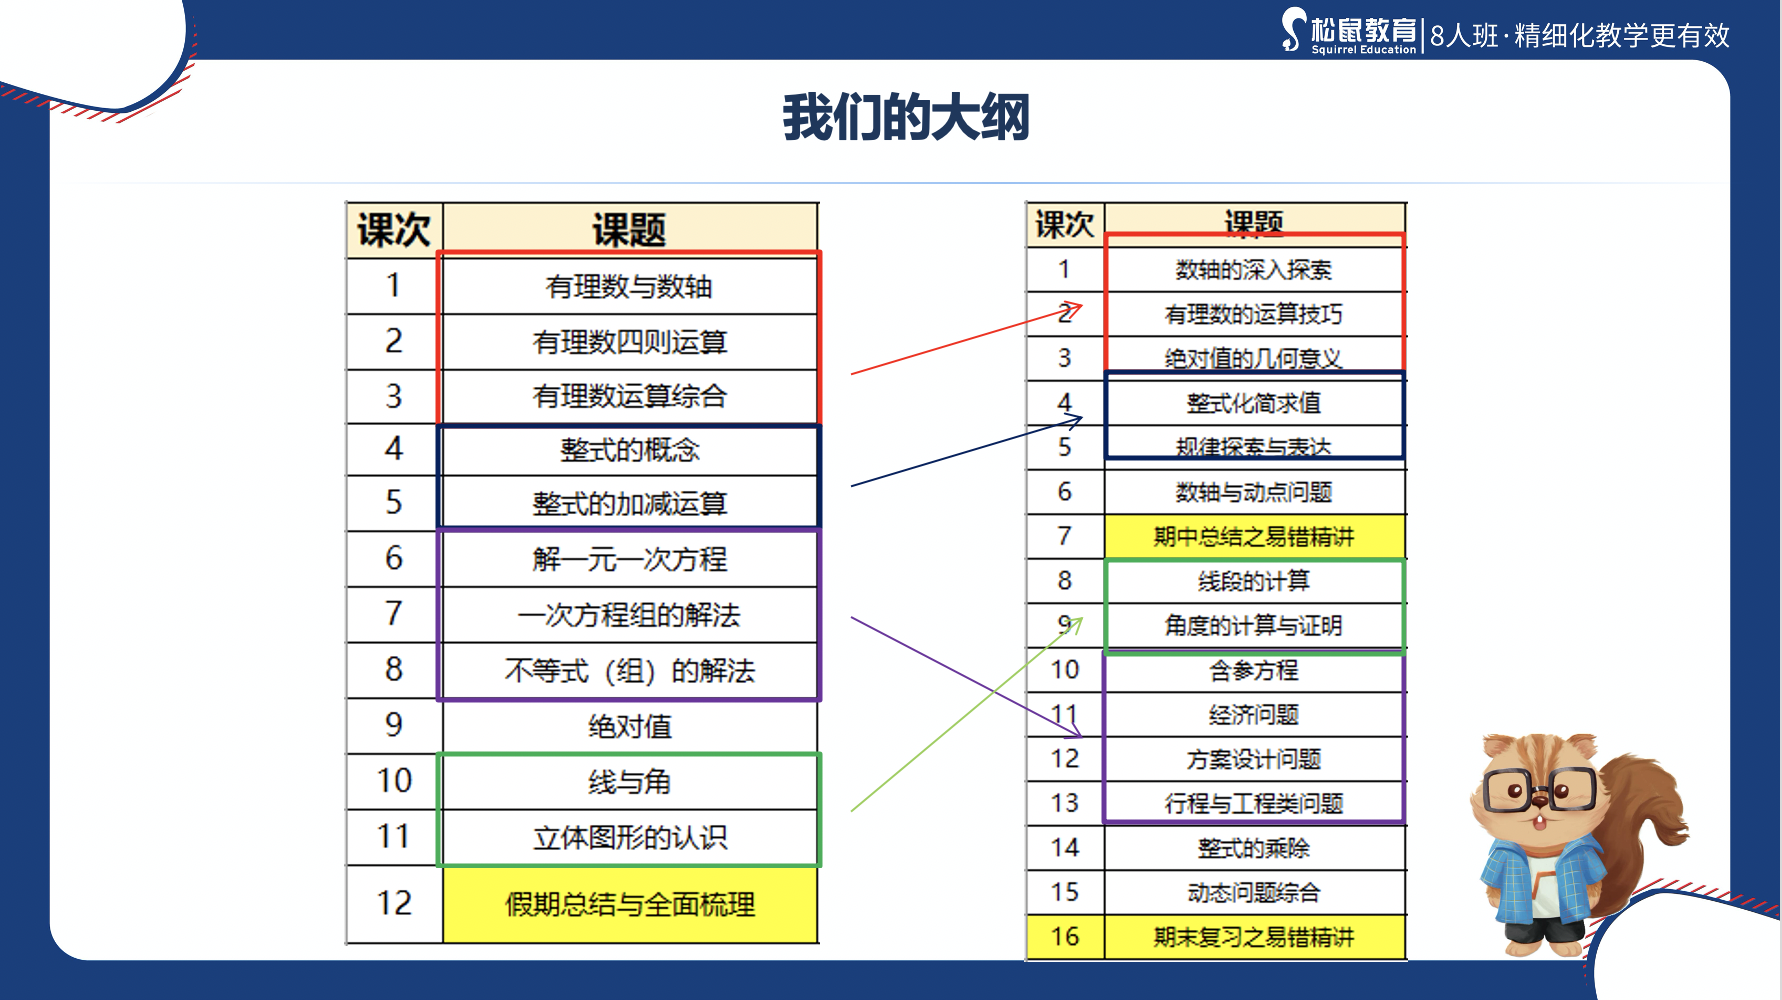 松鼠教育
Squirrel Education
8人班·精细化教学更有效
我们的大纲
课次 课题
1 有理数与数轴
2 有理数四则运算
3 有理数运算综合
4 整式的概念
5 整式的加减运算
6 解一元一次方程
7 一次方程组的解法
8 不等式（组）的解法
9 绝对值
10 线与角
11 立体图形的认识
12 假期总结与全面梳理
课次 课题
1 数轴的深入探索
2 有理数的运算技巧
3 绝对值的几何意义
4 整式化简求值
5 规律探索与表达
6 数轴与动点问题
7 期中总结之易错精讲
8 线段的计算
9 角度的计算与证明
10 含参方程
11 经济问题
12 方案设计问题
13 行程与工程类问题
14 整式的乘除
15 动态问题综合
16 期末复习之易错精讲